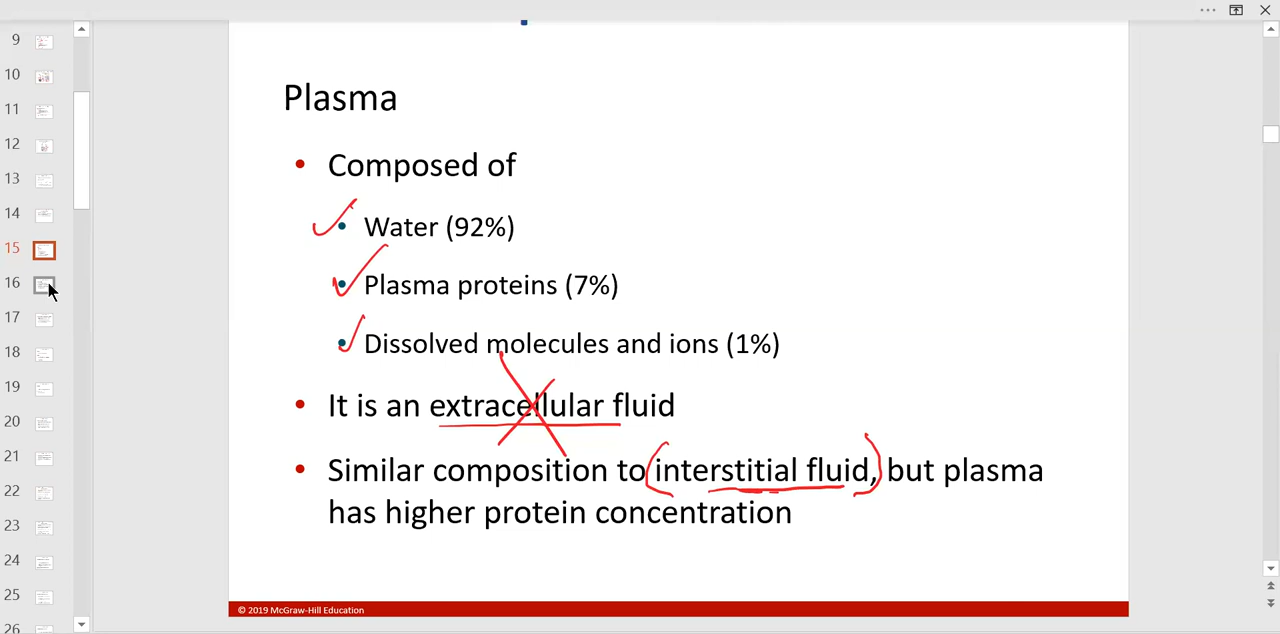 9
10
11
12
13
14
15
16
17
18
19
20
21
22
23
24
25
26
Plasma
• Composed of
• Water (92%)
• Plasma proteins (7%)
• Dissolved molecules and ions (1%)
• It is an extracellular fluid
• Similar composition to (interstitial fluid,) but plasma
has higher protein concentration
© 2019 McGraw-Hill Education